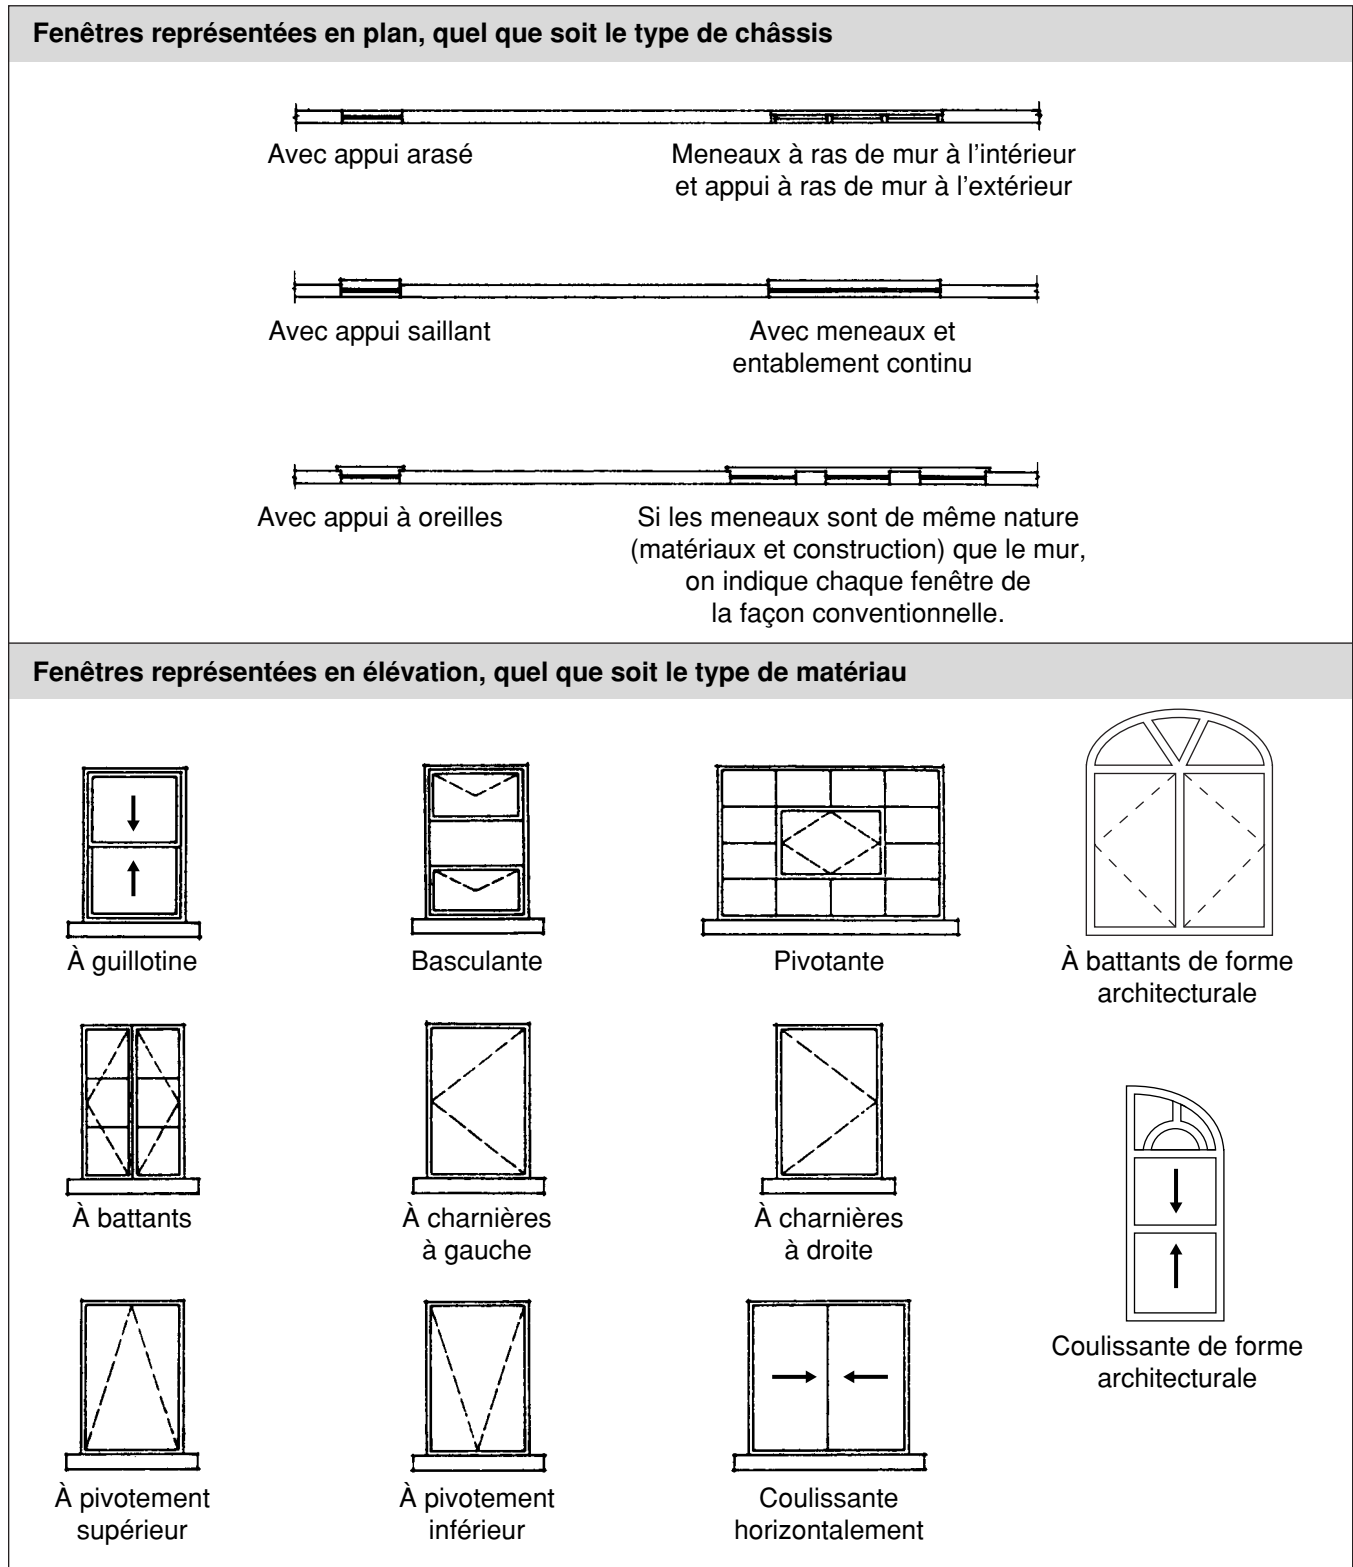 Fenêtres représentées en plan, quel que soit le type de châssis
Avec appui arasé
Meneaux à ras de mur à l’intérieur
et appui à ras de mur à l’extérieur
Avec appui saillant
Avec meneaux et
entablement continu
Avec appui à oreilles
Si les meneaux sont de même nature
(matériaux et construction) que le mur,
on indique chaque fenêtre de
la façon conventionnelle.
Fenêtres représentées en élévation, quel que soit le type de matériau
À guillotine
Basculante
Pivotante
À battants de forme
architecturale
À battants
À charnières
à gauche
À charnières
à droite
Coulissante de forme
architecturale
À pivotement
supérieur
À pivotement
inférieur
Coulissante
horizontalement